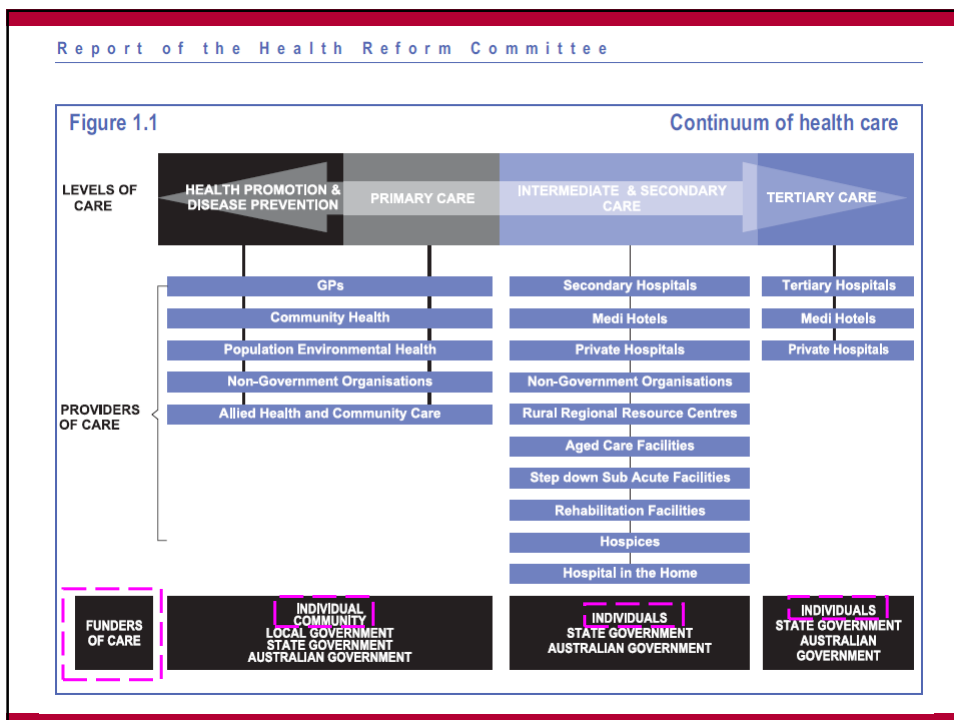 Report of the Health Reform Committee
Figure 1.1
Continuum of health care
LEVELS OF
CARE
HEALTH PROMOTION &
DISEASE PREVENTION
PRIMARY CARE
INTERMEDIATE & SECONDARY
CARE
TERTIARY CARE
PROVIDERS
OF CARE
GPs
Community Health
Population Environmental Health
Non-Government Organisations
Allied Health and Community Care
Secondary Hospitals
Medi Hotels
Private Hospitals
Non-Government Organisations
Rural Regional Resource Centres
Aged Care Facilities
Step down Sub Acute Facilities
Rehabilitation Facilities
Hospices
Hospital in the Home
Tertiary Hospitals
Medi Hotels
Private Hospitals
FUNDERS
OF CARE
INDIVIDUAL
COMMUNITY
LOCAL GOVERNMENT
STATE GOVERNMENT
AUSTRALIAN GOVERNMENT
INDIVIDUALS
STATE GOVERNMENT
AUSTRALIAN GOVERNMENT
INDIVIDUALS
STATE GOVERNMENT
AUSTRALIAN
GOVERNMENT